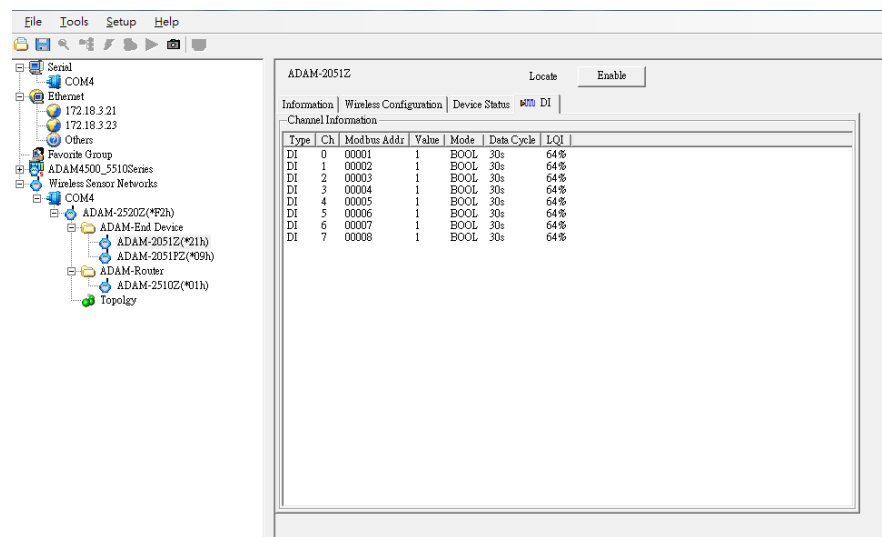 File Tools Setup Help
Serial
COM4
Ethernet
172.18.3.21
172.18.3.23
Others
Favorite Group
ADAM4500_5510Series
Wireless Sensor Networks
COM4
ADAM-2520Z(*F2h)
ADAM-End Device
ADAM-2051Z(*21h)
ADAM-2051PZ(*09h)
ADAM-Router
ADAM-2510Z(*01h)
Topolgy
ADAM-2051Z Locate Enable
Information Wireless Configuration Device Status DI
Channel Information
Type Ch Modbus Addr Value Mode Data Cycle LQI
DI 0 00001 1 BOOL 30s 64%
DI 1 00002 1 BOOL 30s 64%
DI 2 00003 1 BOOL 30s 64%
DI 3 00004 1 BOOL 30s 64%
DI 4 00005 1 BOOL 30s 64%
DI 5 00006 1 BOOL 30s 64%
DI 6 00007 1 BOOL 30s 64%
DI 7 00008 1 BOOL 30s 64%